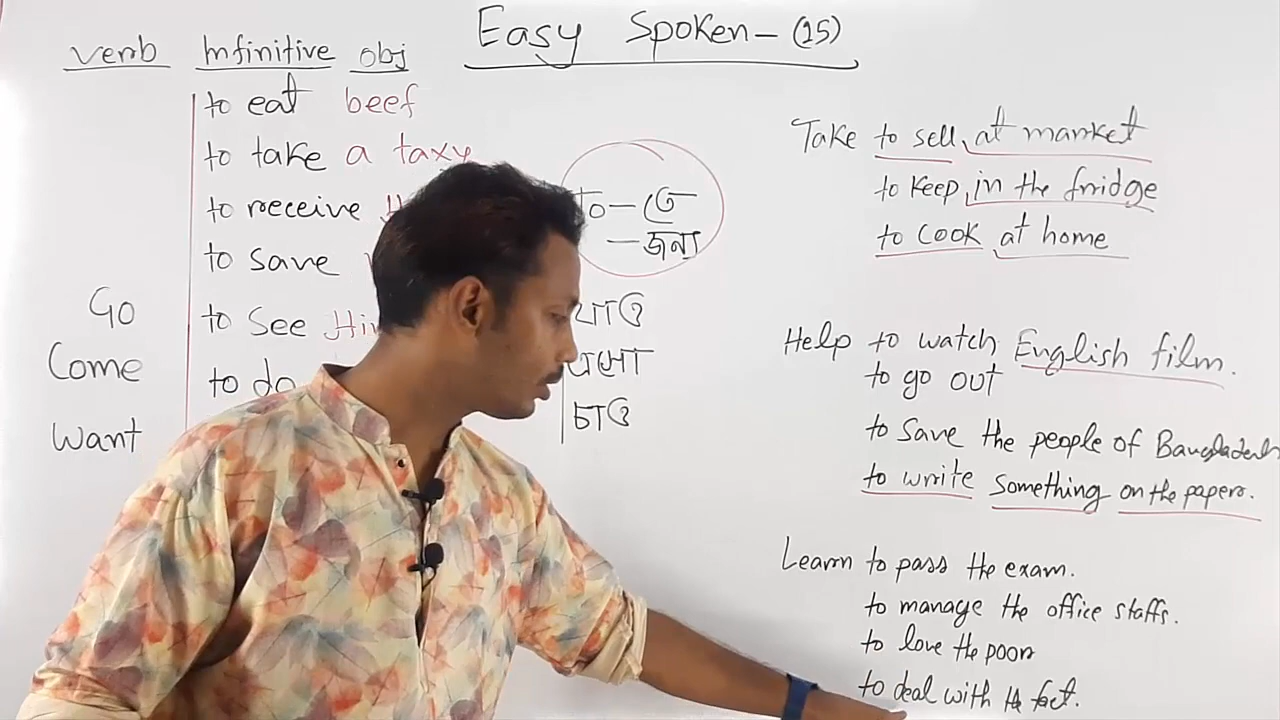 Easy Spoken – (15)
Verb Infinitive obj
to eat beef
to take a taxy
to receive
to save
Go to see Him
Come to do
Want
তে
— জন্য
যাও
চাও
Take to sell, at market
to keep, in the fridge
to cook at home
Help to watch English film.
to go out
to save the people of Bangladesh
to write something on the papers.
Learn to pass the exam.
to manage the office staffs.
to love the poor
to deal with the fact.